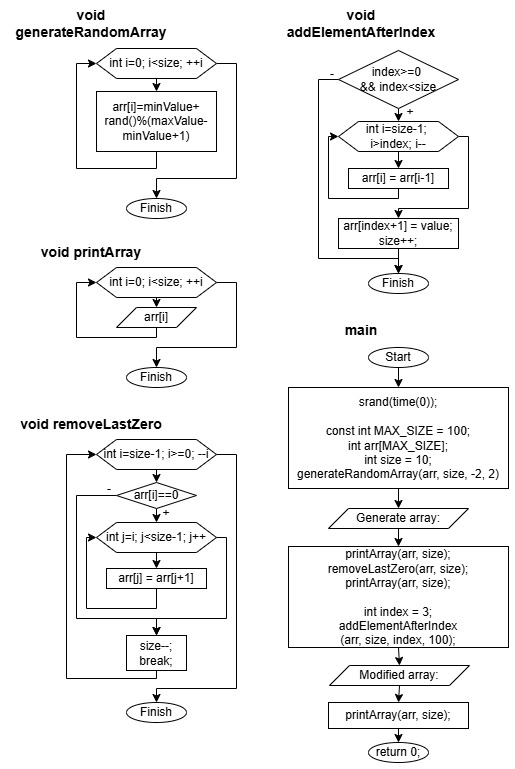 void
generateRandomArray
int i=0; i<size; ++i
arr[i]=minValue+
rand()%(maxValue-
minValue+1)
Finish
void printArray
int i=0; i<size; ++i
arr[i]
Finish
void removeLastZero
int i=size-1; i>=0; --i
-
arr[i]==0
+
int j=i; j<size-1; j++
arr[j] = arr[j+1]
size--;
break;
Finish
void
addElementAfterIndex
-
index>=0
&& index<size
+
int i=size-1;
i>index; i--
arr[i] = arr[i-1]
arr[index+1] = value;
size++;
Finish
main
Start
srand(time(0));
const int MAX_SIZE = 100;
int arr[MAX_SIZE];
int size = 10;
generateRandomArray(arr, size, -2, 2)
Generate array:
printArray(arr, size);
removeLastZero(arr, size);
printArray(arr, size);
int index = 3;
addElementAfterIndex
(arr, size, index, 100);
Modified array:
printArray(arr, size);
return 0;